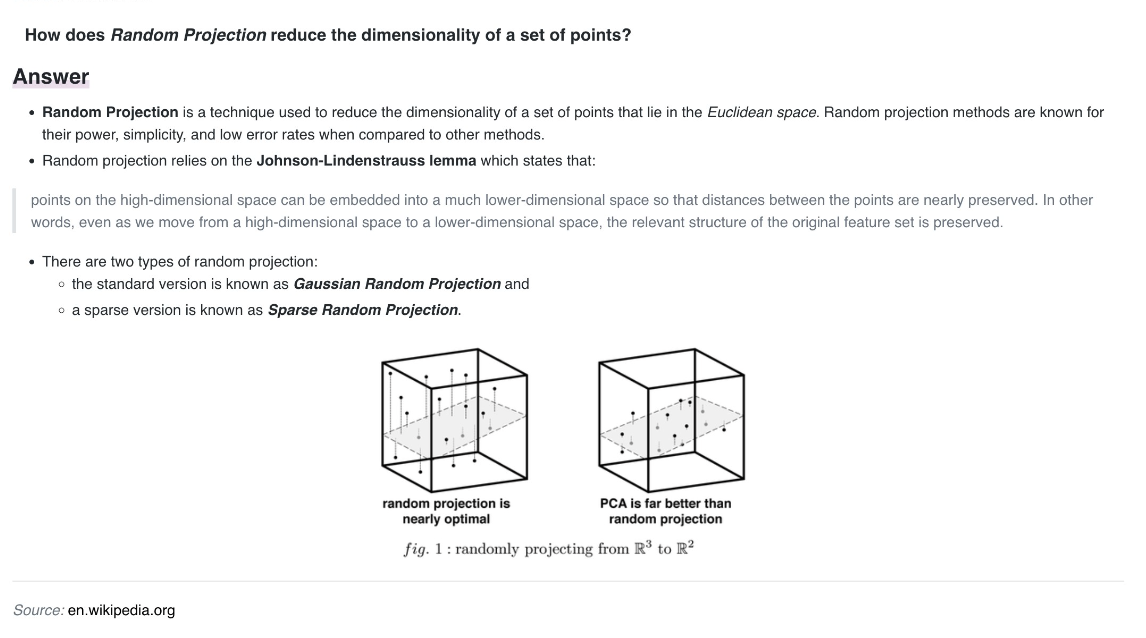 How does Random Projection reduce the dimensionality of a set of points?
Answer
• Random Projection is a technique used to reduce the dimensionality of a set of points that lie in the Euclidean space. Random projection methods are known for
their power, simplicity, and low error rates when compared to other methods.
• Random projection relies on the Johnson-Lindenstrauss lemma which states that:
points on the high-dimensional space can be embedded into a much lower-dimensional space so that distances between the points are nearly preserved. In other
words, even as we move from a high-dimensional space to a lower-dimensional space, the relevant structure of the original feature set is preserved.
• There are two types of random projection:
◦ the standard version is known as Gaussian Random Projection and
◦ a sparse version is known as Sparse Random Projection.
random projection is
nearly optimal
PCA is far better than
random projection
fig. 1 : randomly projecting from ℝ³ to ℝ²
Source: en.wikipedia.org